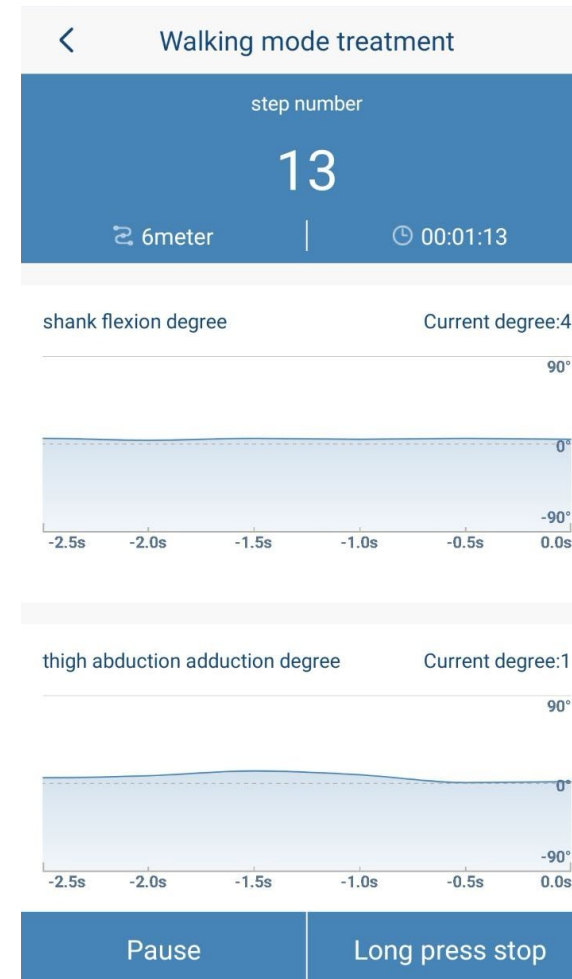 Walking mode treatment
step number
13
6meter
00:01:13
shank flexion degree Current degree:4
90°
0°
-90°
-2.5s -2.0s -1.5s -1.0s -0.5s 0.0s
thigh abduction adduction degree Current degree:1
90°
0°
-90°
-2.5s -2.0s -1.5s -1.0s -0.5s 0.0s
Pause Long press stop